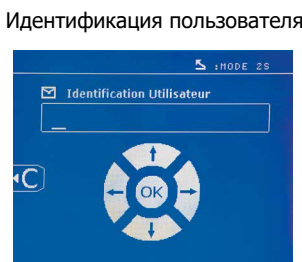 Идентификация пользователя
:MODE 2S
Identification Utilisateur
_
C
OK